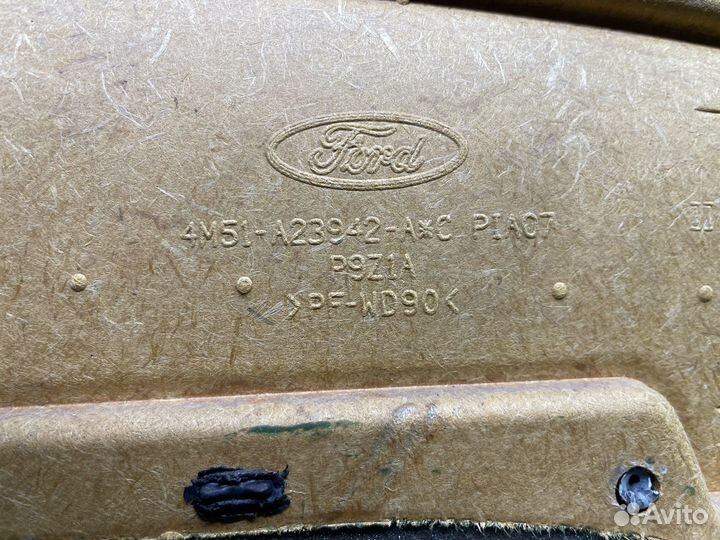 Ford
4M51-A23942-A*C PIAC7
P9Z1A
>PF-WD90<
Avito